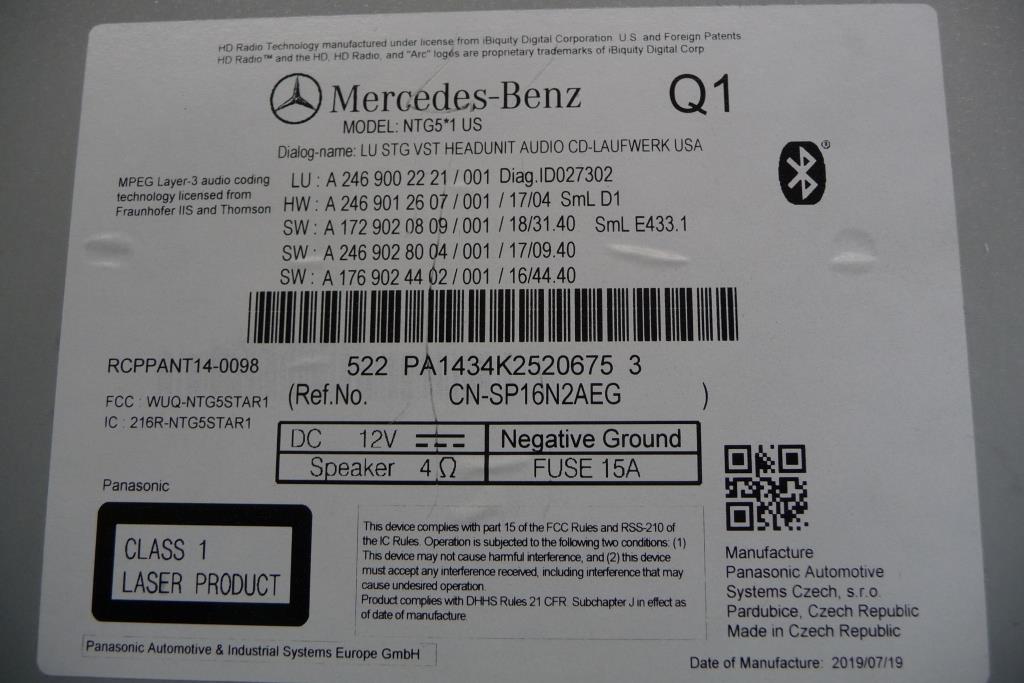 HD Radio Technology manufactured under license from iBiquity Digital Corporation. U.S. and Foreign Patents
HD Radio™ and the HD, HD Radio, and "Arc" logos are proprietary trademarks of iBiquity Digital Corp.
Mercedes-Benz
Q1
MODEL: NTG5*1 US
Dialog-name: LU STG VST HEADUNIT AUDIO CD-LAUFWERK USA
MPEG Layer-3 audio coding
technology licensed from
Fraunhofer IIS and Thomson
LU : A 246 900 22 21 / 001 Diag.ID027302
HW : A 246 901 26 07 / 001 / 17/04 SmL D1
SW : A 172 902 08 09 / 001 / 18/31.40 SmL E433.1
SW : A 246 902 80 04 / 001 / 17/09.40
SW : A 176 902 44 02 / 001 / 16/44.40
®
RCPPANT14-0098
522 PA1434K2520675 3
FCC : WUQ-NTG5STAR1
(Ref.No. CN-SP16N2AEG )
IC : 216R-NTG5STAR1
DC 12V Negative Ground
Speaker 4Ω FUSE 15A
Panasonic
CLASS 1
LASER PRODUCT
This device complies with part 15 of the FCC Rules and RSS-210 of
the IC Rules. Operation is subjected to the following two conditions: (1)
This device may not cause harmful interference, and (2) this device
must accept any interference received, including interference that may
cause undesired operation.
Product complies with DHHS Rules 21 CFR Subchapter J in effect as
of date of manufacture.
Manufacture
Panasonic Automotive
Systems Czech, s.r.o.
Pardubice, Czech Republic
Made in Czech Republic
Panasonic Automotive & Industrial Systems Europe GmbH
Date of Manufacture: 2019/07/19